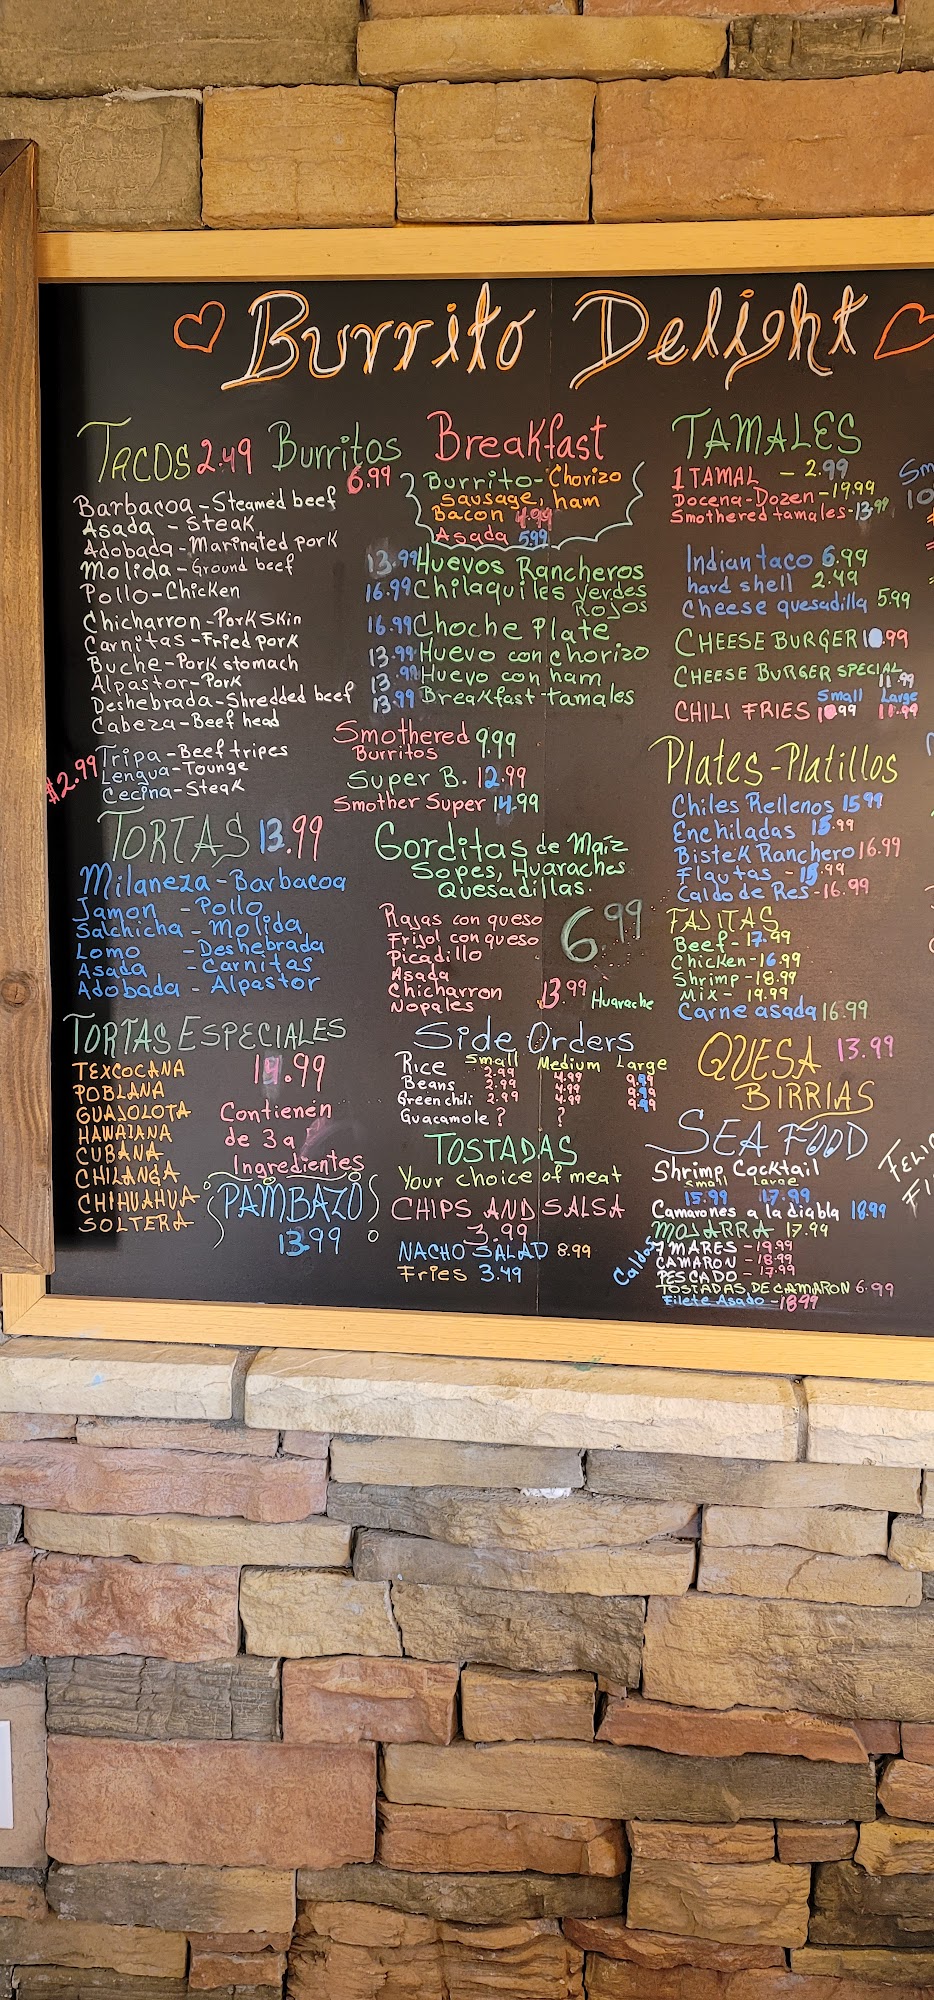 Burrito Delight
TACOS 2.49 Burritos 6.99
Barbacoa - Steamed beef
Asada - Steak
Adobada - Marinated pork
Molida - Ground beef
Pollo - Chicken
Chicharron - Pork Skin
Carnitas - Fried pork
Buche - Pork stomach
Alpastor - Pork
Deshebrada - Shredded beef
Cabeza - Beef head
$2.99
Tripa - Beef tripes
Lengua - Tounge
Cecina - Steak
TORTAS 13.99
Milaneza - Barbacoa
Jamon - Pollo
Salchicha - Molida
Lomo - Deshebrada
Asada - Carnitas
Adobada - Alpastor
TORTAS ESPECIALES
TEXCOCANA
POBLANA
GUAJOLOTA
HAWAIANA
CUBANA
CHILANGA
CHIHUAHUA
SOLTERA
Contienen
de 3 a
Ingredientes
PAMBAZO
13.99
Breakfast
Burrito - Chorizo
Sausage, ham
Bacon 4.99
Asada 5.99
13.99 Huevos Rancheros
16.99 Chilaquiles Verdes
Rojos
16.99 Choche Plate
13.99 Huevo con chorizo
13.99 Huevo con ham
13.99 Breakfast tamales
Smothered 9.99
Burritos
Super B. 12.99
Smother Super 14.99
Gorditas de Maíz
Sopes, Huaraches
Quesadillas.
6.99
Rajas con queso
Frijol con queso
Picadillo
Asada
Chicharron
Nopales
13.99 Huarache
Side Orders
Small Medium Large
Rice 2.99 4.99 9.99
Beans 2.99 4.99 9.99
Green chili 2.99 4.99 9.99
Guacamole ? ?
TOSTADAS
Your choice of meat
CHIPS AND SALSA
3.99
NACHO SALAD 8.99
Fries 3.49
TAMALES
1 TAMAL - 2.99
Docena - Dozen - 19.99
Smothered tamales - 13.99
Indian taco 6.99
hard shell 2.49
Cheese quesadilla 5.99
CHEESE BURGER 10.99
CHEESE BURGER SPECIAL
11.99
Small Large
CHILI FRIES
Plates - Platillos
Chiles Rellenos 15.99
Enchiladas 15.99
Bistek Ranchero 16.99
Flautas - 15.99
Caldo de Res - 16.99
FAJITAS
Beef - 17.99
Chicken - 16.99
Shrimp - 18.99
Mix - 19.99
Carne asada 16.99
QUESA 13.99
BIRRIAS
SEA FOOD
Shrimp Cocktail
Small Large
15.99 17.99
Camarones a la diabla 18.99
MOJARRA 17.99
Caldos
7 MARES - 19.99
CAMARON - 18.99
PESCADO - 17.99
TOSTADAS DE CAMARON 6.99
Filete Asado - 18.99